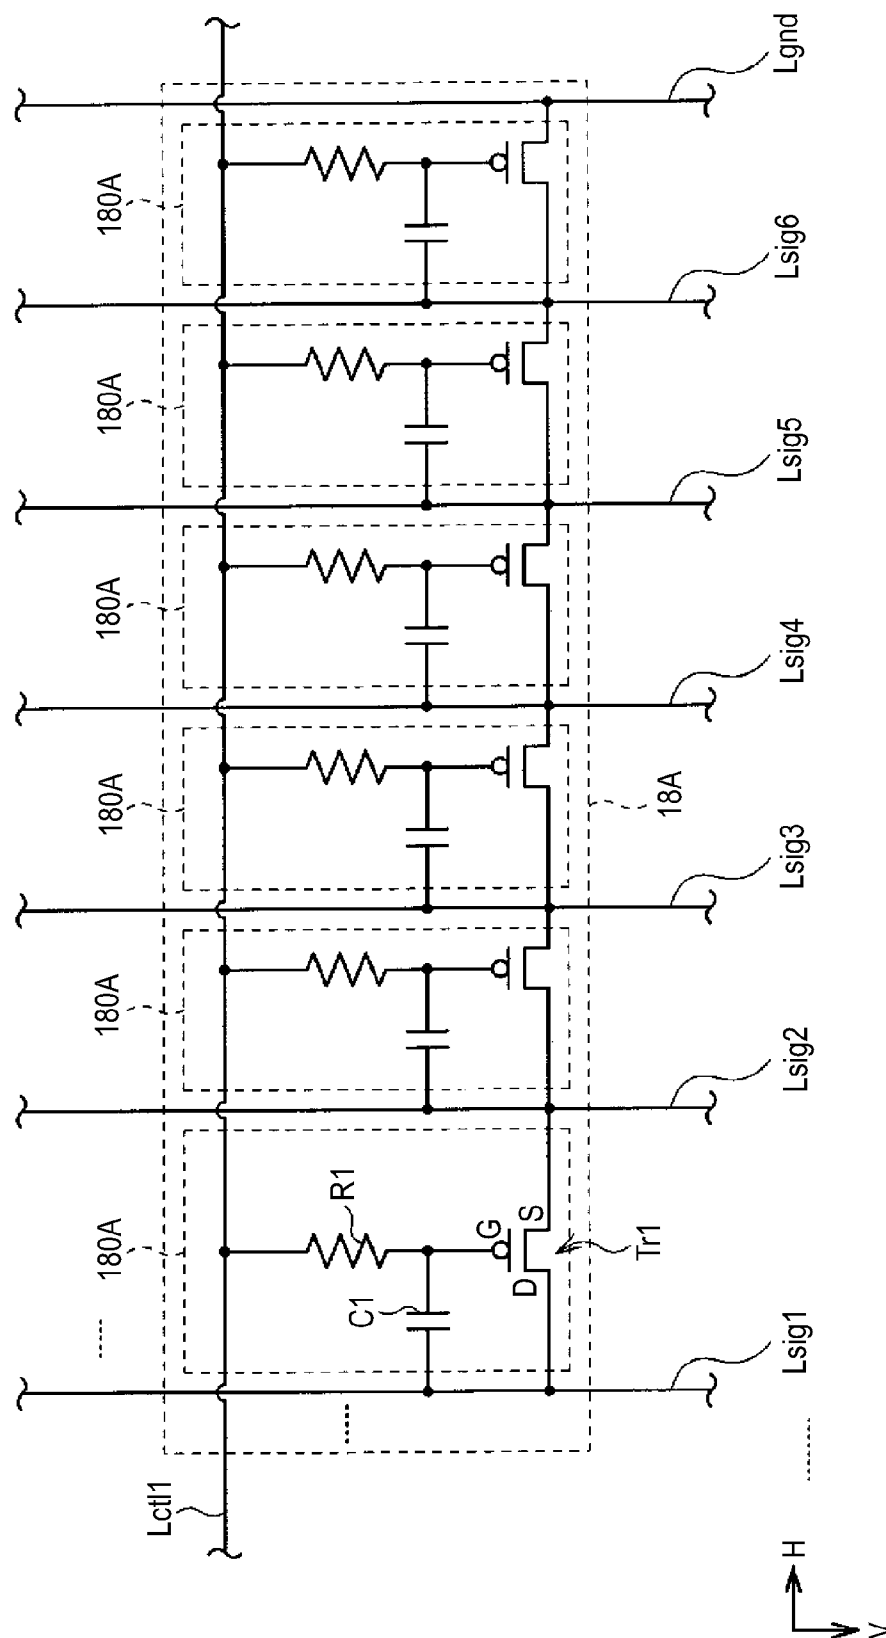 180A
180A
180A
180A
180A
180A
R1
C1
G
D
S
Tr1
18A
Lctl1
Lsig1
Lsig2
Lsig3
Lsig4
Lsig5
Lsig6
Lgnd
H
V